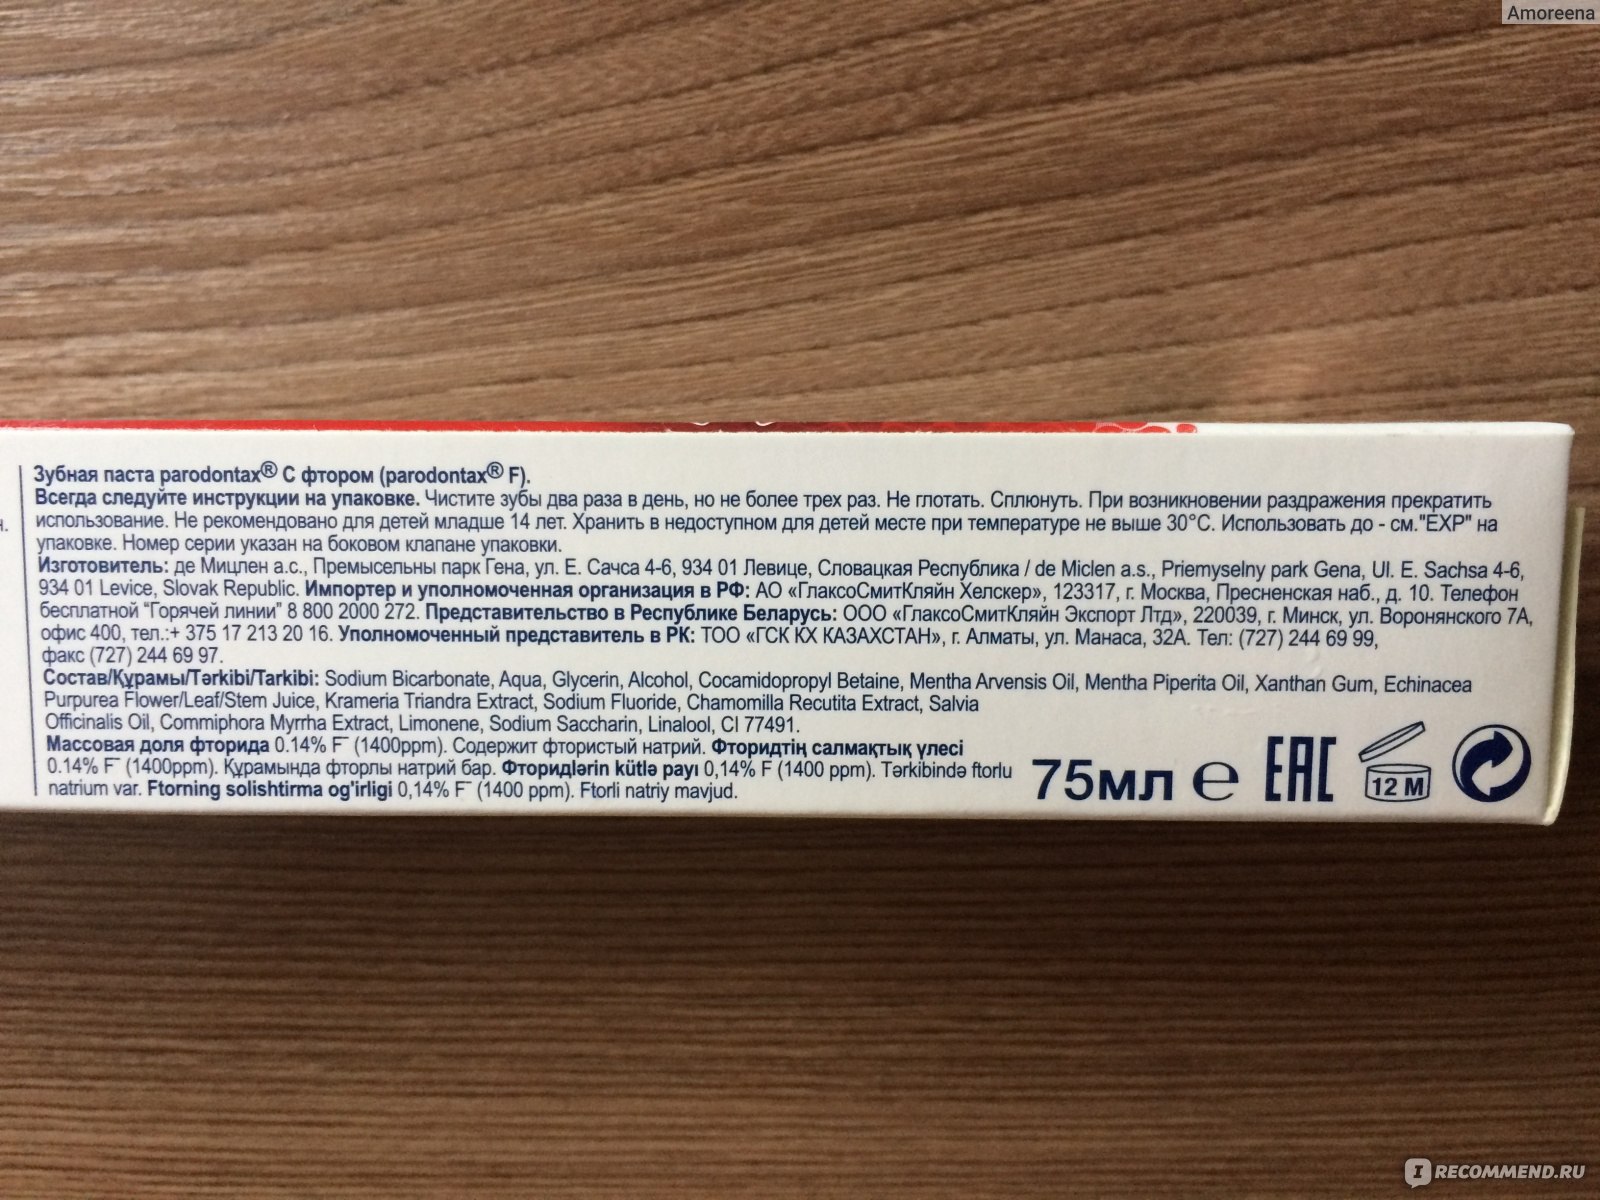 Amoreena
Зубная паста parodontax® С фтором (parodontax® F).
Всегда следуйте инструкции на упаковке. Чистите зубы два раза в день, но не более трех раз. Не глотать. Сплюнуть. При возникновении раздражения прекратить
использование. Не рекомендовано для детей младше 14 лет. Хранить в недоступном для детей месте при температуре не выше 30°С. Использовать до - см."EXP" на
упаковке. Номер серии указан на боковом клапане упаковки.
Изготовитель: де Мицлен а.с., Премысельны парк Гена, ул. Е. Сачса 4-6, 934 01 Левице, Словацкая Республика / de Miclen a.s., Priemyselny park Gena, Ul. E. Sachsa 4-6,
934 01 Levice, Slovak Republic. Импортер и уполномоченная организация в РФ: АО «ГлаксоСмитКляйн Хелскер», 123317, г. Москва, Пресненская наб., д. 10. Телефон
бесплатной "Горячей линии" 8 800 2000 272. Представительство в Республике Беларусь: ООО «ГлаксоСмитКляйн Экспорт Лтд», 220039, г. Минск, ул. Воронянского 7А,
офис 400, тел.:+ 375 17 213 20 16. Уполномоченный представитель в РК: ТОО «ГСК КХ КАЗАХСТАН», г. Алматы, ул. Манаса, 32А. Тел: (727) 244 69 99,
факс (727) 244 69 97.
Состав/Құрамы/Tərkibi/Tarkibi: Sodium Bicarbonate, Aqua, Glycerin, Alcohol, Cocamidopropyl Betaine, Mentha Arvensis Oil, Mentha Piperita Oil, Xanthan Gum, Echinacea
Purpurea Flower/Leaf/Stem Juice, Krameria Triandra Extract, Sodium Fluoride, Chamomilla Recutita Extract, Salvia
Officinalis Oil, Commiphora Myrrha Extract, Limonene, Sodium Saccharin, Linalool, CI 77491.
Массовая доля фторида 0.14% F⁻ (1400ppm). Содержит фтористый натрий. Фторидтің салмақтық үлесі
0.14% F⁻ (1400ppm). Құрамында фторлы натрий бар. Фторидlərin kütlə payı 0,14% F (1400 ppm). Tərkibində ftorlu
natrium var. Ftorning solishtirma og'irligi 0,14% F⁻ (1400 ppm). Ftorli natriy mavjud.
75мл ℮ EAC 12 M
н.
IRECOMMEND.RU